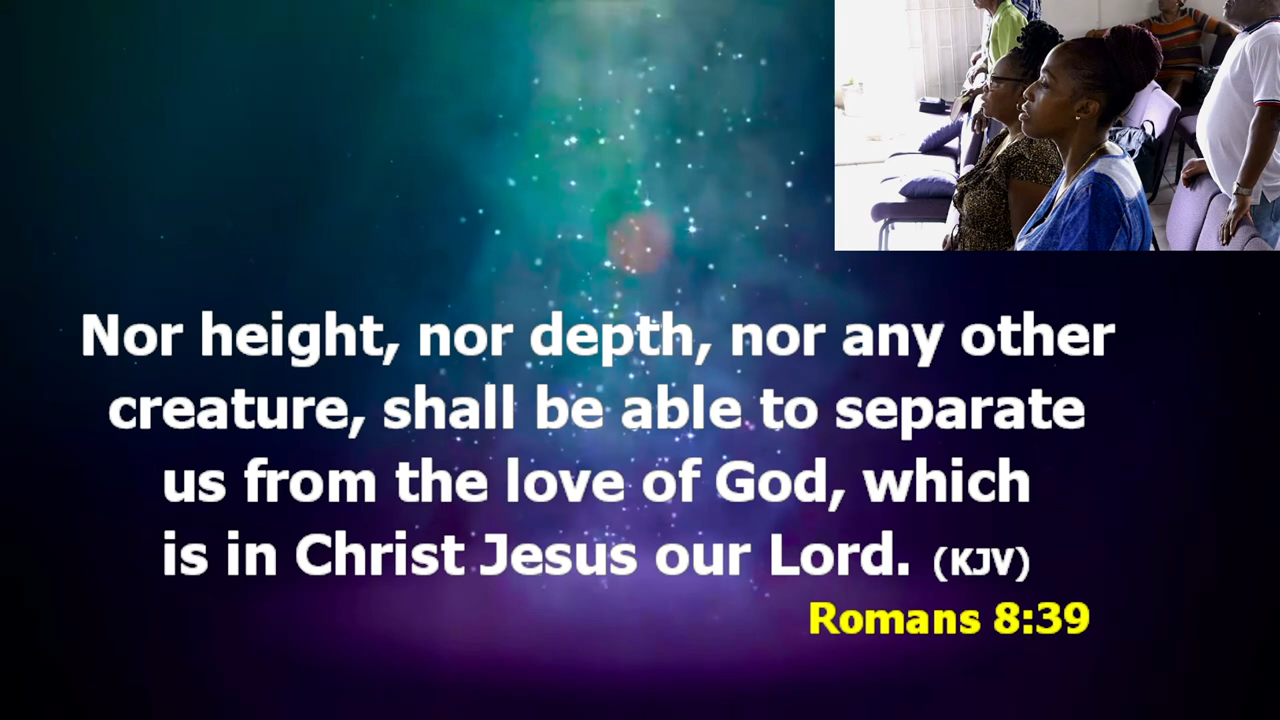 Nor height, nor depth, nor any other
creature, shall be able to separate
us from the love of God, which
is in Christ Jesus our Lord. (KJV)
Romans 8:39